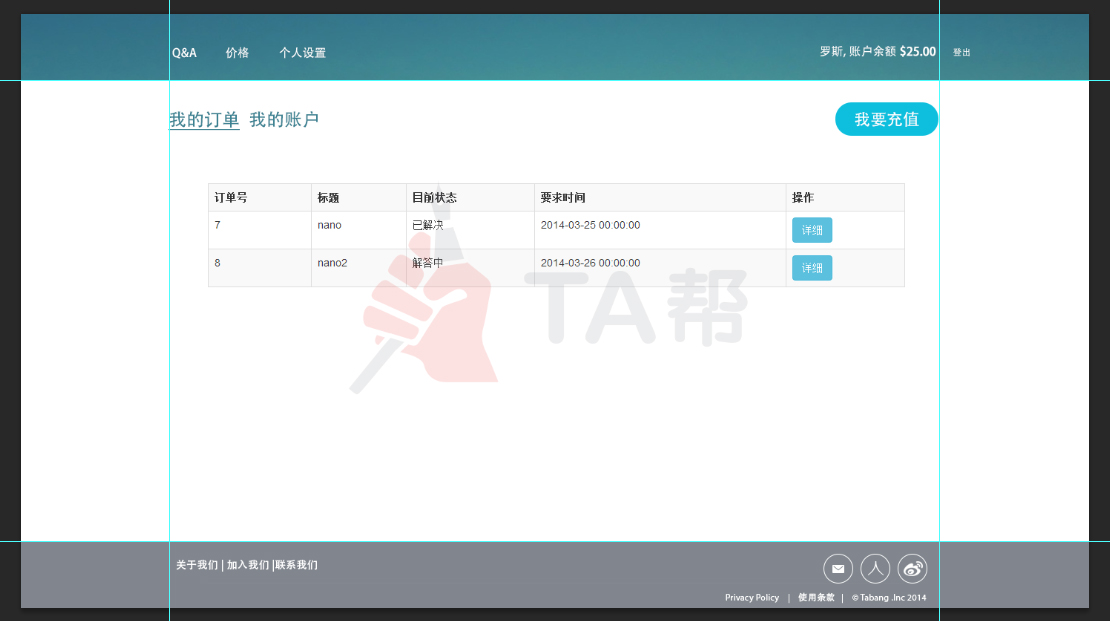 Q&A 价格 个人设置 罗斯, 账户余额 $25.00 登出
我的订单 我的账户 我要充值
订单号 标题 目前状态 要求时间 操作
7 nano 已解决 2014-03-25 00:00:00 详细
8 nano2 解答中 2014-03-26 00:00:00 详细
TA帮
关于我们 | 加入我们 |联系我们
人
Privacy Policy | 使用条款 | © Tabang .Inc 2014